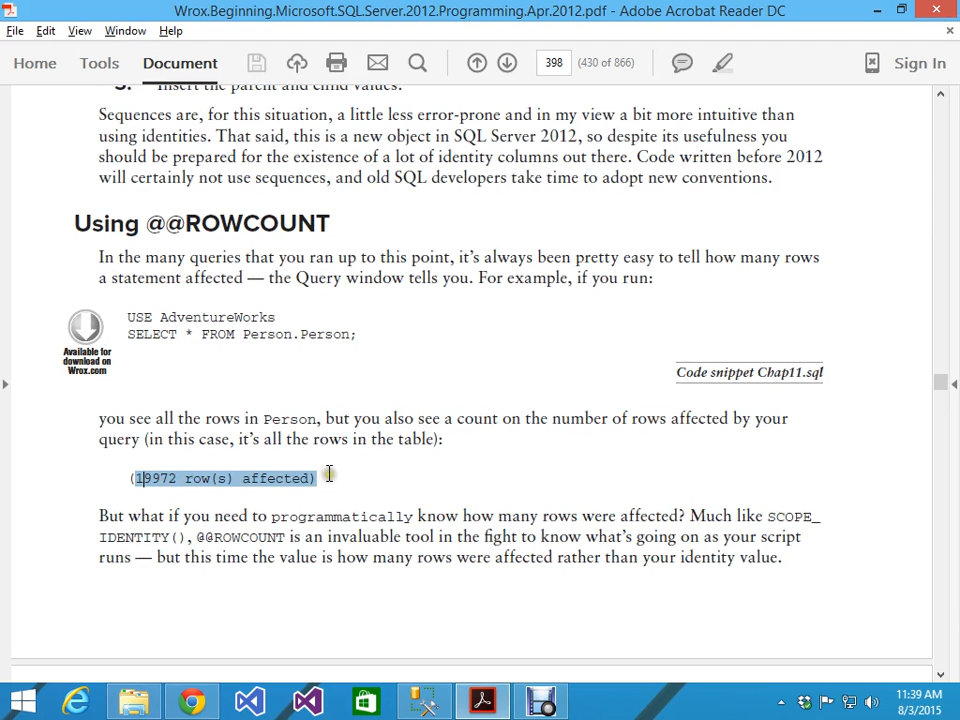 Wrox.Beginning.Microsoft.SQL.Server.2012.Programming.Apr.2012.pdf - Adobe Acrobat Reader DC
File Edit View Window Help
Home Tools Document 398 (430 of 866) Sign In
3. Insert the parent and child values.
Sequences are, for this situation, a little less error-prone and in my view a bit more intuitive than
using identities. That said, this is a new object in SQL Server 2012, so despite its usefulness you
should be prepared for the existence of a lot of identity columns out there. Code written before 2012
will certainly not use sequences, and old SQL developers take time to adopt new conventions.
Using @@ROWCOUNT
In the many queries that you ran up to this point, it's always been pretty easy to tell how many rows
a statement affected — the Query window tells you. For example, if you run:
USE AdventureWorks
SELECT * FROM Person.Person;
Available for
download on
Wrox.com
Code snippet Chap11.sql
you see all the rows in Person, but you also see a count on the number of rows affected by your
query (in this case, it's all the rows in the table):
(19972 row(s) affected)
But what if you need to programmatically know how many rows were affected? Much like SCOPE_
IDENTITY(), @@ROWCOUNT is an invaluable tool in the fight to know what's going on as your script
runs — but this time the value is how many rows were affected rather than your identity value.
11:39 AM
8/3/2015